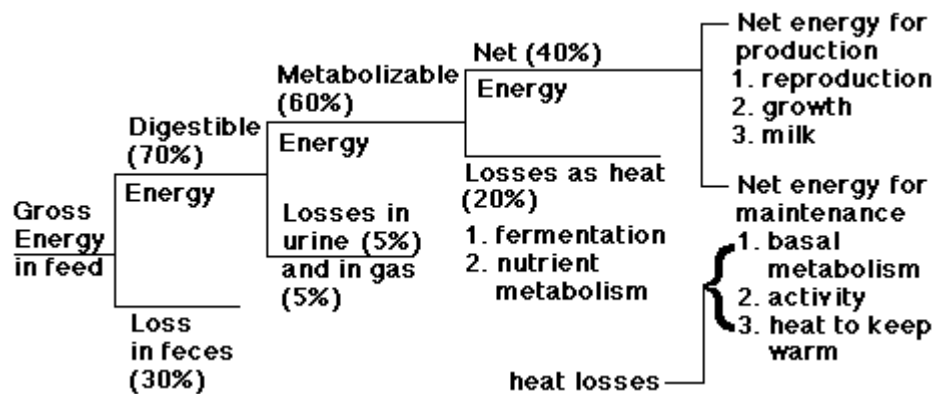 Gross
Energy
in feed
Digestible
(70%)
Energy
Loss
in feces
(30%)
Metabolizable
(60%)
Energy
Losses in
urine (5%)
and in gas
(5%)
Net (40%)
Energy
Losses as heat
(20%)
1. fermentation
2. nutrient
metabolism
Net energy for
production
1. reproduction
2. growth
3. milk
Net energy for
maintenance
1. basal
metabolism
2. activity
3. heat to keep
warm
heat losses